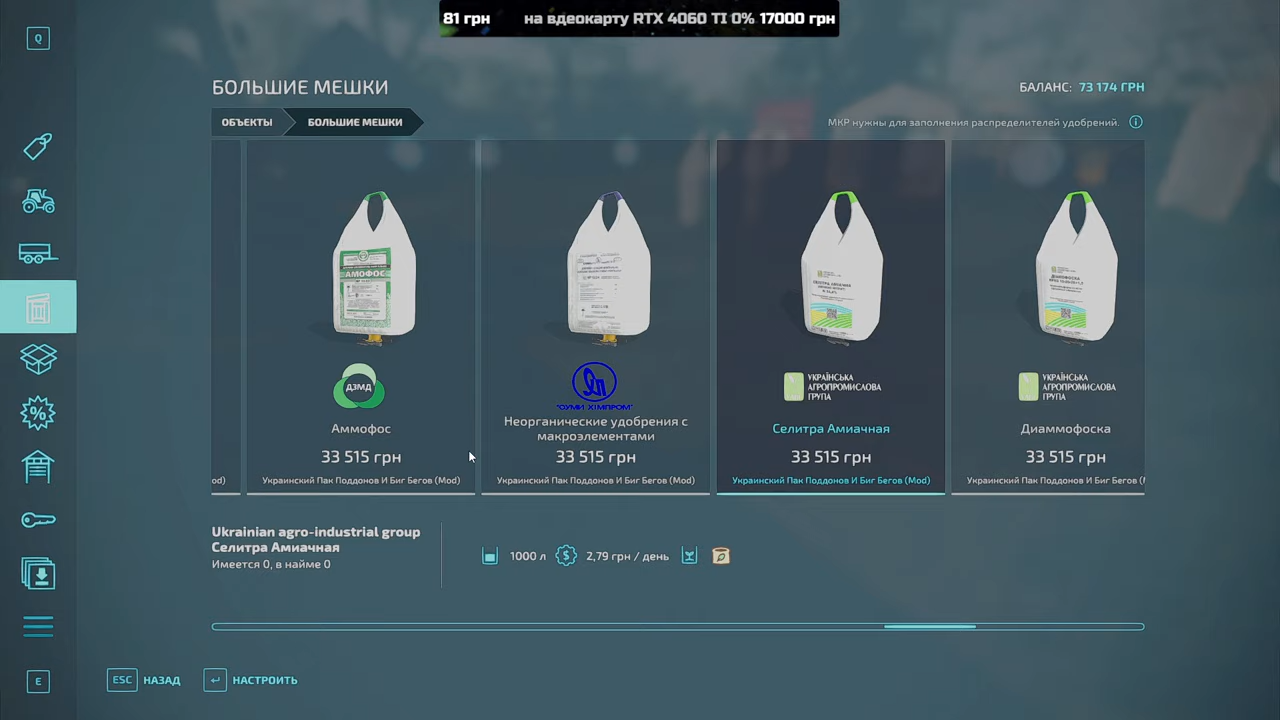 81 грн на вдеокарту RTX 4060 TI 0% 17000 грн
Q
БОЛЬШИЕ МЕШКИ
БАЛАНС: 73 174 ГРН
ОБЪЕКТЫ
БОЛЬШИЕ МЕШКИ
МКР нужны для заполнения распределителей удобрений.
АМОФОС
ДЗМД
"СУМИ ХІМПРОМ"
УКРАЇНСЬКА
АГРОПРОМИСЛОВА
ГРУПА
УКРАЇНСЬКА
АГРОПРОМИСЛОВА
ГРУПА
Аммофос
Неорганические удобрения с
макроэлементами
Селитра Амиачная
Диаммофоска
33 515 грн
33 515 грн
33 515 грн
33 515 грн
od)
Украинский Пак Поддонов И Биг Бегов (Mod)
Украинский Пак Поддонов И Биг Бегов (Mod)
Украинский Пак Поддонов И Биг Бегов (Mod)
Украинский Пак Поддонов И Биг Бегов (
Ukrainian agro-industrial group
Селитра Амиачная
Имеется 0, в найме 0
1000 л
2,79 грн / день
E
ESC НАЗАД
НАСТРОИТЬ